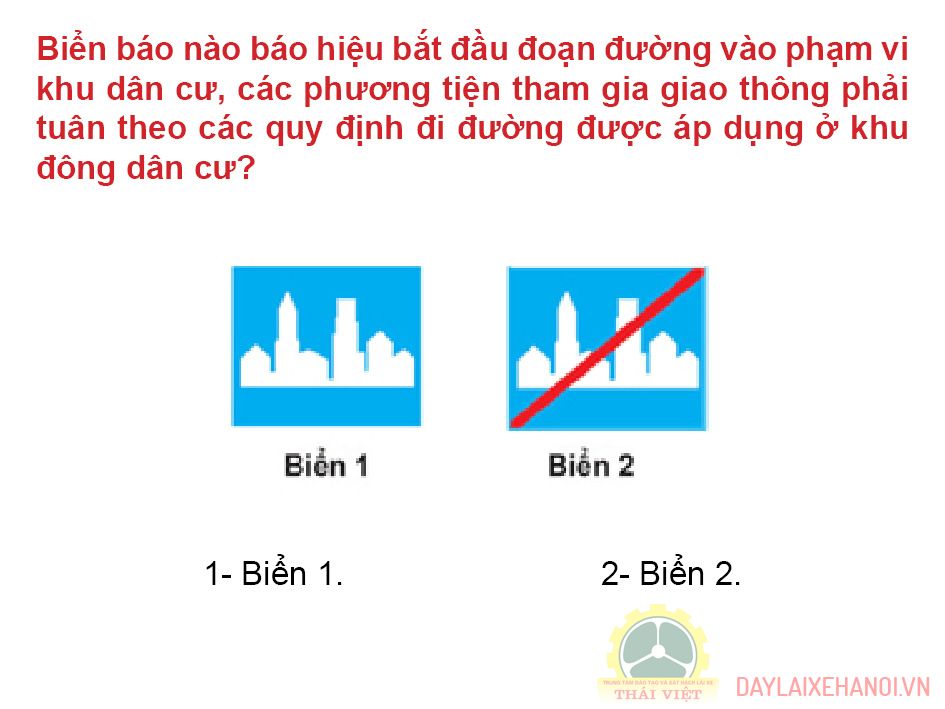 Biển báo nào báo hiệu bắt đầu đoạn đường vào phạm vi
khu dân cư, các phương tiện tham gia giao thông phải
tuân theo các quy định đi đường được áp dụng ở khu
đông dân cư?
Biển 1
Biển 2
1- Biển 1.
2- Biển 2.
TRUNG TÂM ĐÀO TẠO VÀ SÁT HẠCH LÁI XE
THÁI VIỆT
DAYLAIXEHANOI.VN